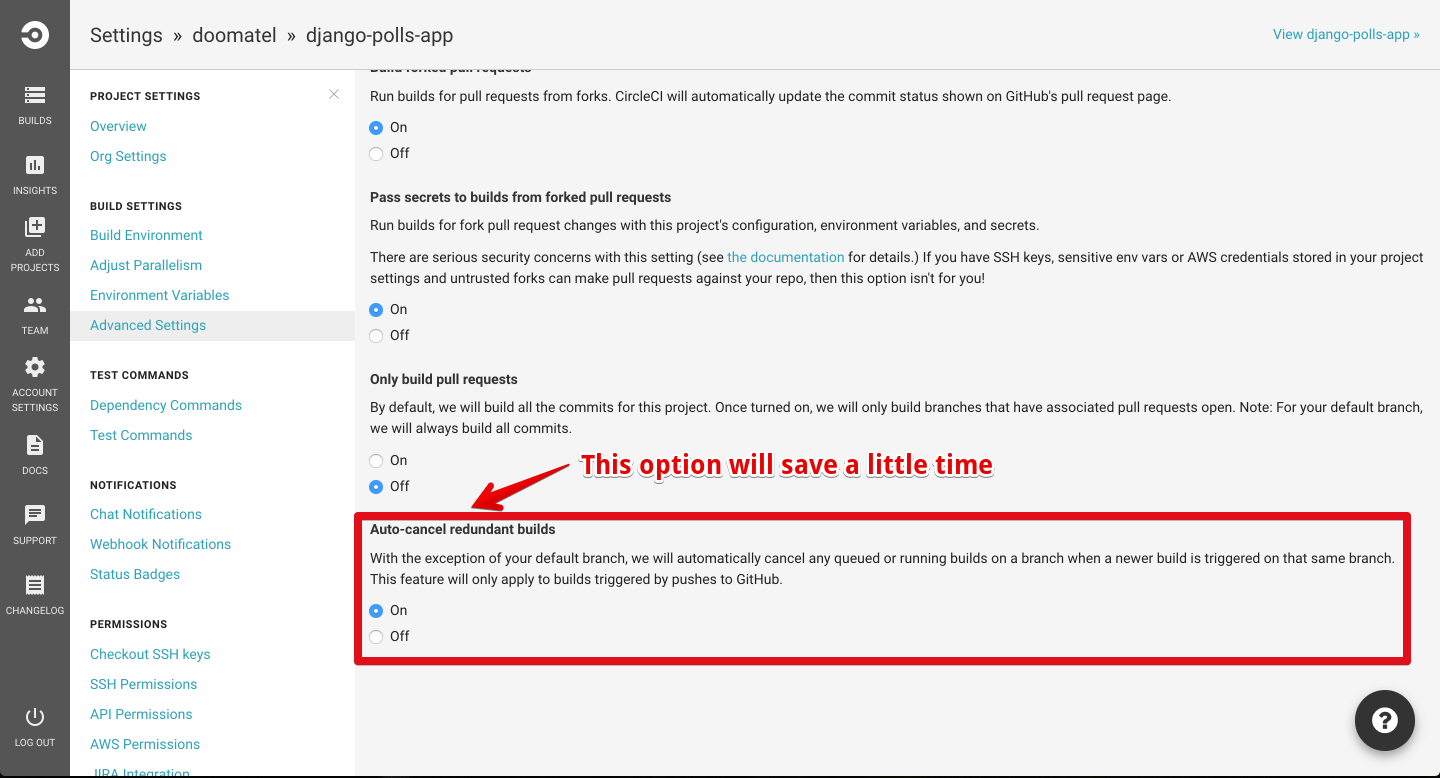 Settings » doomatel » django-polls-app
View django-polls-app »
BUILDS
INSIGHTS
ADD
PROJECTS
TEAM
ACCOUNT
SETTINGS
DOCS
SUPPORT
CHANGELOG
LOG OUT
PROJECT SETTINGS
Overview
Org Settings
BUILD SETTINGS
Build Environment
Adjust Parallelism
Environment Variables
Advanced Settings
TEST COMMANDS
Dependency Commands
Test Commands
NOTIFICATIONS
Chat Notifications
Webhook Notifications
Status Badges
PERMISSIONS
Checkout SSH keys
SSH Permissions
API Permissions
AWS Permissions
JIRA Integration
Build forked pull requests
Run builds for pull requests from forks. CircleCI will automatically update the commit status shown on GitHub's pull request page.
On
Off
Pass secrets to builds from forked pull requests
Run builds for fork pull request changes with this project's configuration, environment variables, and secrets.
There are serious security concerns with this setting (see the documentation for details.) If you have SSH keys, sensitive env vars or AWS credentials stored in your project
settings and untrusted forks can make pull requests against your repo, then this option isn't for you!
On
Off
Only build pull requests
By default, we will build all the commits for this project. Once turned on, we will only build branches that have associated pull requests open. Note: For your default branch,
we will always build all commits.
On
Off
This option will save a little time
Auto-cancel redundant builds
With the exception of your default branch, we will automatically cancel any queued or running builds on a branch when a newer build is triggered on that same branch.
This feature will only apply to builds triggered by pushes to GitHub.
On
Off
?